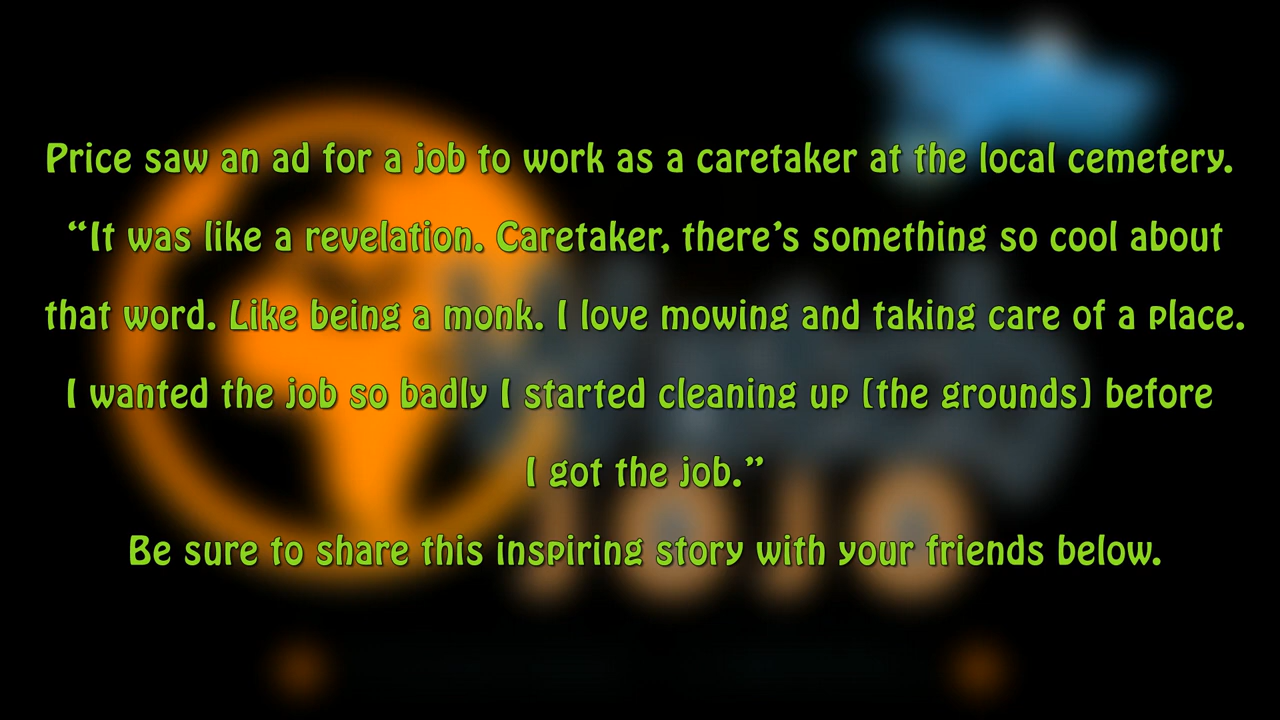 Price saw an ad for a job to work as a caretaker at the local cemetery.
“It was like a revelation. Caretaker, there’s something so cool about
that word. Like being a monk. I love mowing and taking care of a place.
I wanted the job so badly I started cleaning up [the grounds] before
I got the job.”
Be sure to share this inspiring story with your friends below.